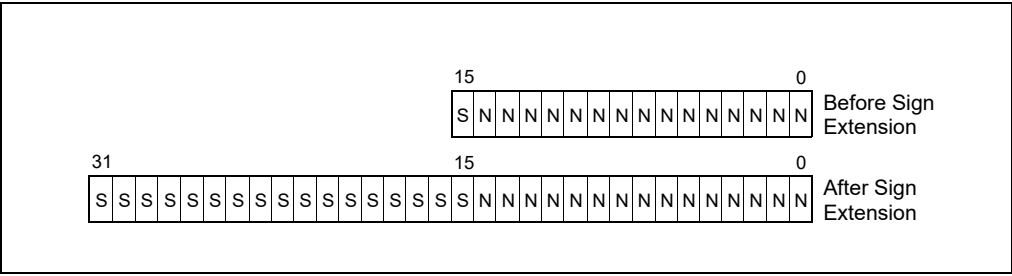 15 0
S N N N N N N N N N N N N N N N
Before Sign
Extension
31 15 0
S S S S S S S S S S S S S S S S S N N N N N N N N N N N N N N N
After Sign
Extension